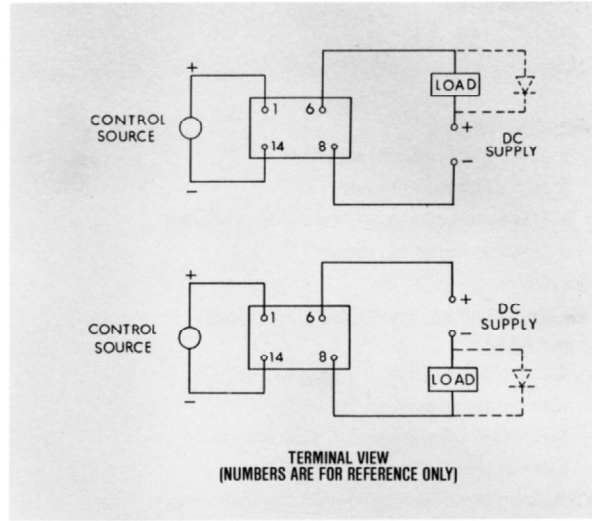 +
CONTROL
SOURCE
−
1
6
14
8
LOAD
+
DC
SUPPLY
−
+
CONTROL
SOURCE
−
1
6
14
8
+
DC
SUPPLY
−
LOAD
TERMINAL VIEW
(NUMBERS ARE FOR REFERENCE ONLY)